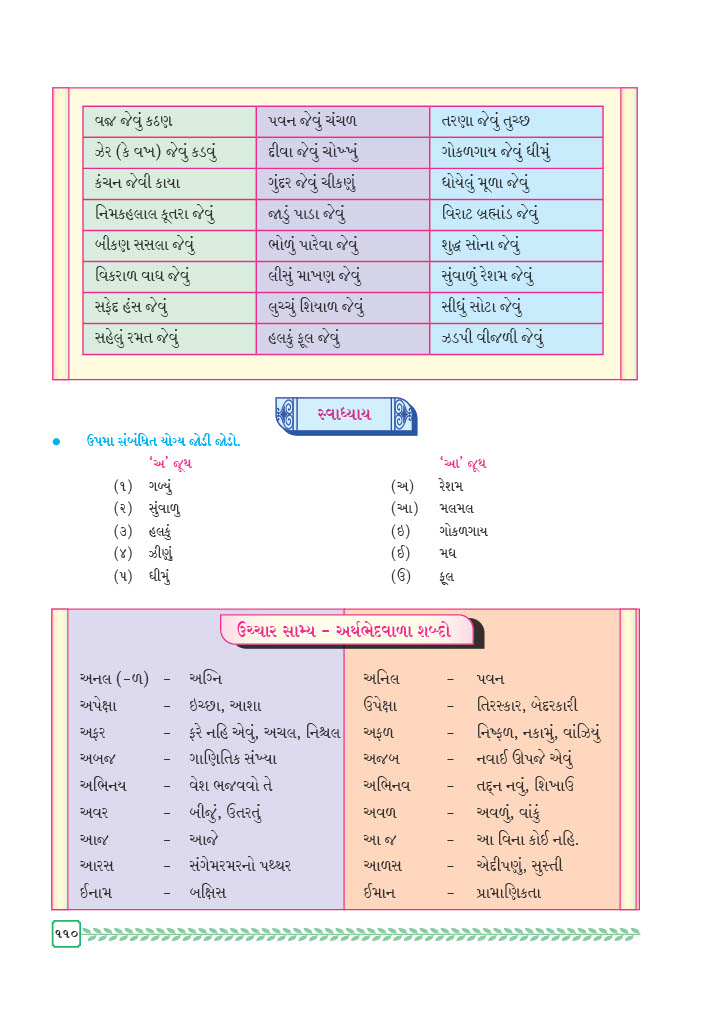 વજ્ર જેવું કઠણ પવન જેવું ચંચળ તરણા જેવું તુચ્છ
ઝેર (કે વખ) જેવું કડવું દીવા જેવું ચોખ્ખું ગોકળગાય જેવું ધીમું
કંચન જેવી કાયા ગુંદર જેવું ચીકણું ધોયેલું મૂળા જેવું
નિમકહલાલ કૂતરા જેવું જાડું પાડા જેવું વિરાટ બ્રહ્માંડ જેવું
બીકણ સસલા જેવું ભોળું પારેવા જેવું શુદ્ધ સોના જેવું
વિકરાળ વાઘ જેવું લીસું માખણ જેવું સુંવાળું રેશમ જેવું
સફેદ હંસ જેવું લુચ્ચું શિયાળ જેવું સીધું સોટા જેવું
સહેલું રમત જેવું હલકું ફૂલ જેવું ઝડપી વીજળી જેવું
સ્વાધ્યાય
● ઉપમા સંબંધિત યોગ્ય જોડી જોડો.
‘અ’ જૂથ ‘આ’ જૂથ
(૧) ગળ્યું (અ) રેશમ
(૨) સુંવાળુ (આ) મલમલ
(૩) હલકું (ઇ) ગોકળગાય
(૪) ઝીણું (ઈ) મધ
(૫) ધીમું (ઉ) ફૂલ
ઉચ્ચાર સામ્ય – અર્થભેદવાળા શબ્દો
અનલ (-ળ) – અગ્નિ અનિલ – પવન
અપેક્ષા – ઇચ્છા, આશા ઉપેક્ષા – તિરસ્કાર, બેદરકારી
અફર – ફરે નહિ એવું, અચલ, નિશ્ચલ અફળ – નિષ્ફળ, નકામું, વાંઝિયું
અબજ – ગાણિતિક સંખ્યા અજબ – નવાઈ ઊપજે એવું
અભિનય – વેશ ભજવવો તે અભિનવ – તદ્દન નવું, શિખાઉ
અવર – બીજું, ઉતરતું અવળ – અવળું, વાંકું
આજ – આજે આ જ – આ વિના કોઈ નહિ.
આરસ – સંગેમરમરનો પથ્થર આળસ – એદીપણું, સુસ્તી
ઈનામ – બક્ષિસ ઈમાન – પ્રામાણિકતા
૧૧૦